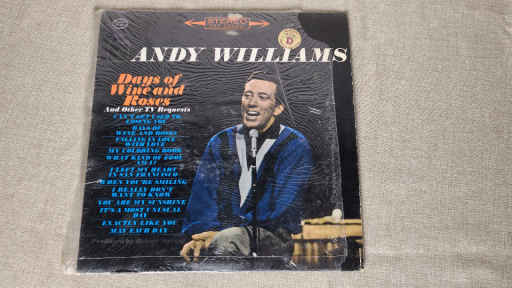 STEREO
ANDY WILLIAMS
Days of
Wine and
Roses
And Other TV Requests
CAN'T GET USED TO
LOSING YOU
DAYS OF
WINE AND ROSES
FALLING IN LOVE
WITH LOVE
MY COLORING BOOK
WHAT KIND OF FOOL
AM I?
I LEFT MY HEART
IN SAN FRANCISCO
WHEN YOU'RE SMILING
I REALLY DON'T
WANT TO KNOW
YOU ARE MY SUNSHINE
IT'S A MOST UNUSUAL
DAY
EXACTLY LIKE YOU
MAY EACH DAY